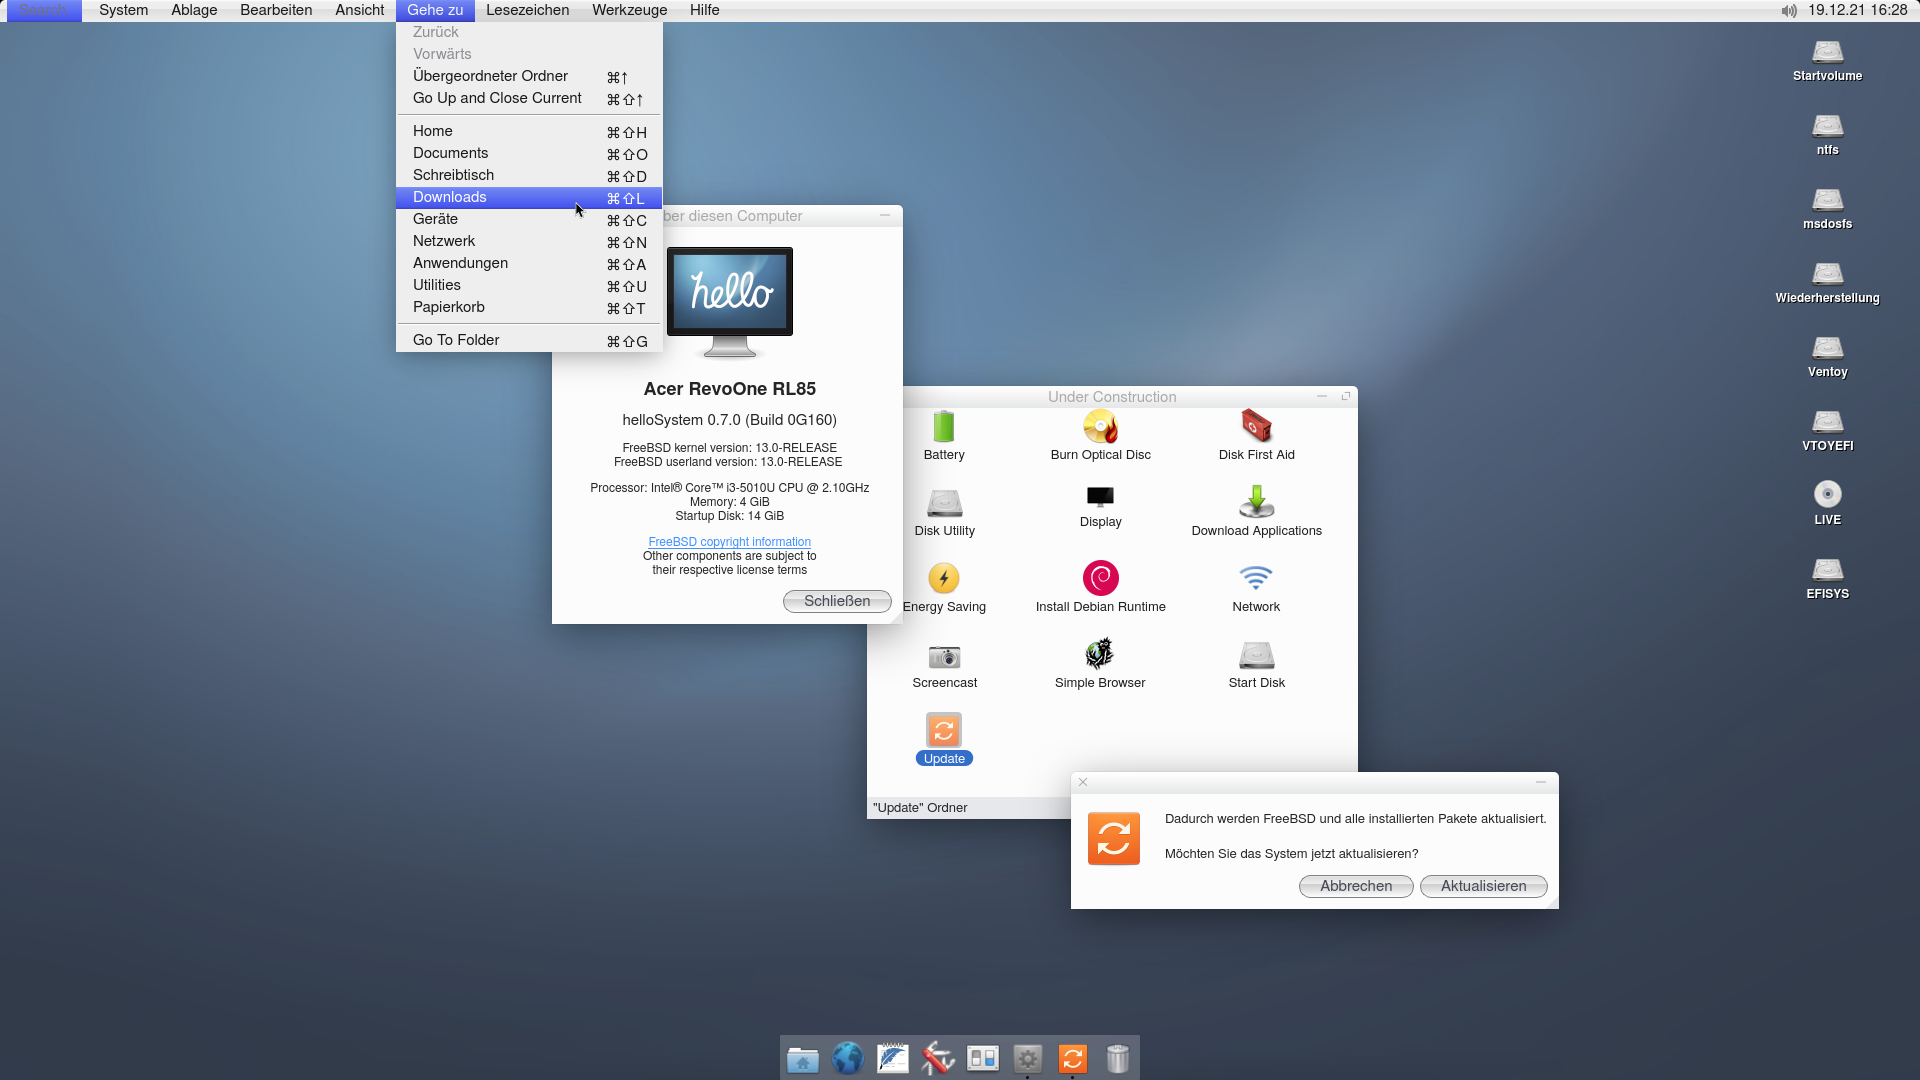 Search System Ablage Bearbeiten Ansicht Gehe zu Lesezeichen Werkzeuge Hilfe 19.12.21 16:28
Zurück
Vorwärts
Übergeordneter Ordner ⌘↑
Go Up and Close Current ⌘⇧↑
Home ⌘⇧H
Documents ⌘⇧O
Schreibtisch ⌘⇧D
Downloads ⌘⇧L
Geräte ⌘⇧C
Netzwerk ⌘⇧N
Anwendungen ⌘⇧A
Utilities ⌘⇧U
Papierkorb ⌘⇧T
Go To Folder ⌘⇧G
ber diesen Computer
hello
Acer RevoOne RL85
helloSystem 0.7.0 (Build 0G160)
FreeBSD kernel version: 13.0-RELEASE
FreeBSD userland version: 13.0-RELEASE
Processor: Intel® Core™ i3-5010U CPU @ 2.10GHz
Memory: 4 GiB
Startup Disk: 14 GiB
FreeBSD copyright information
Other components are subject to
their respective license terms
Schließen
Under Construction
Battery Burn Optical Disc Disk First Aid
Disk Utility Display Download Applications
Energy Saving Install Debian Runtime Network
Screencast Simple Browser Start Disk
Update
"Update" Ordner
Dadurch werden FreeBSD und alle installierten Pakete aktualisiert.
Möchten Sie das System jetzt aktualisieren?
Abbrechen Aktualisieren
Startvolume
ntfs
msdosfs
Wiederherstellung
Ventoy
VTOYEFI
LIVE
EFISYS